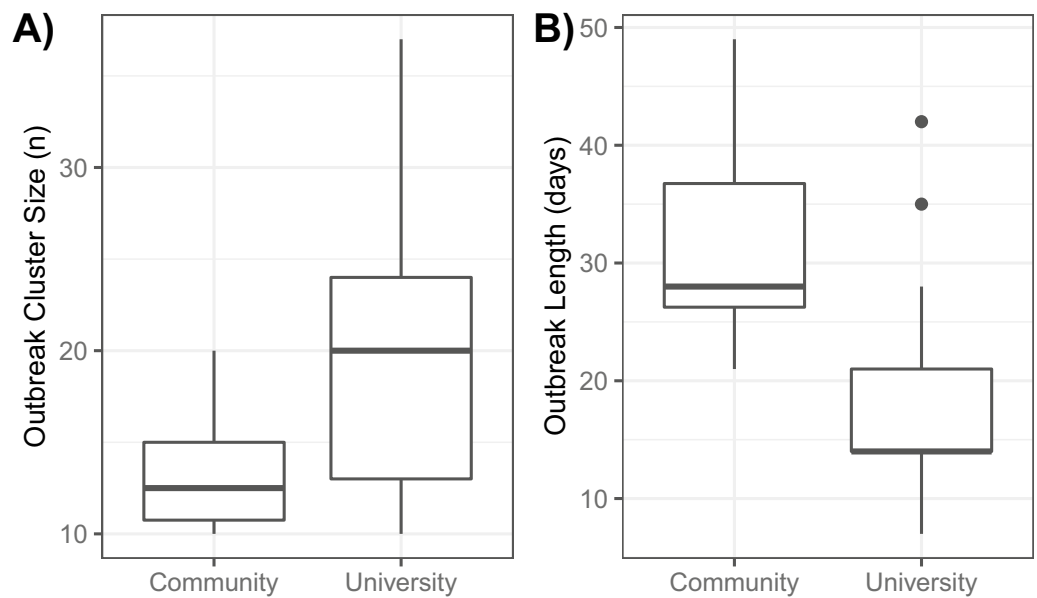 A)
Outbreak Cluster Size (n)
30
20
10
Community University
B)
Outbreak Length (days)
50
40
30
20
10
Community University